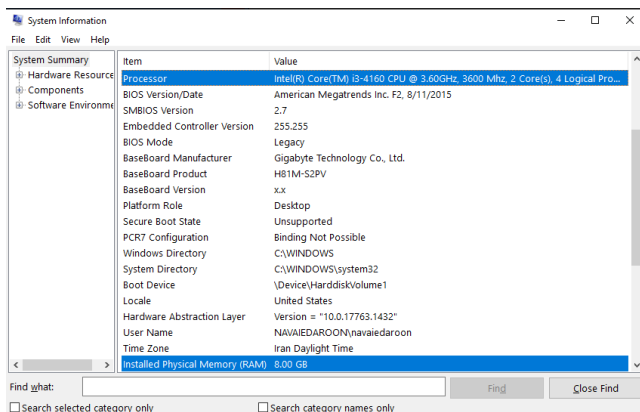 System Information
File Edit View Help
System Summary
Hardware Resource
Components
Software Environme
Item Value
Processor Intel(R) Core(TM) i3-4160 CPU @ 3.60GHz, 3600 Mhz, 2 Core(s), 4 Logical Pro...
BIOS Version/Date American Megatrends Inc. F2, 8/11/2015
SMBIOS Version 2.7
Embedded Controller Version 255.255
BIOS Mode Legacy
BaseBoard Manufacturer Gigabyte Technology Co., Ltd.
BaseBoard Product H81M-S2PV
BaseBoard Version x.x
Platform Role Desktop
Secure Boot State Unsupported
PCR7 Configuration Binding Not Possible
Windows Directory C:\WINDOWS
System Directory C:\WINDOWS\system32
Boot Device \Device\HarddiskVolume1
Locale United States
Hardware Abstraction Layer Version = "10.0.17763.1432"
User Name NAVAIEDAROON\navaiedaroon
Time Zone Iran Daylight Time
Installed Physical Memory (RAM) 8.00 GB
Find what: Find Close Find
Search selected category only Search category names only